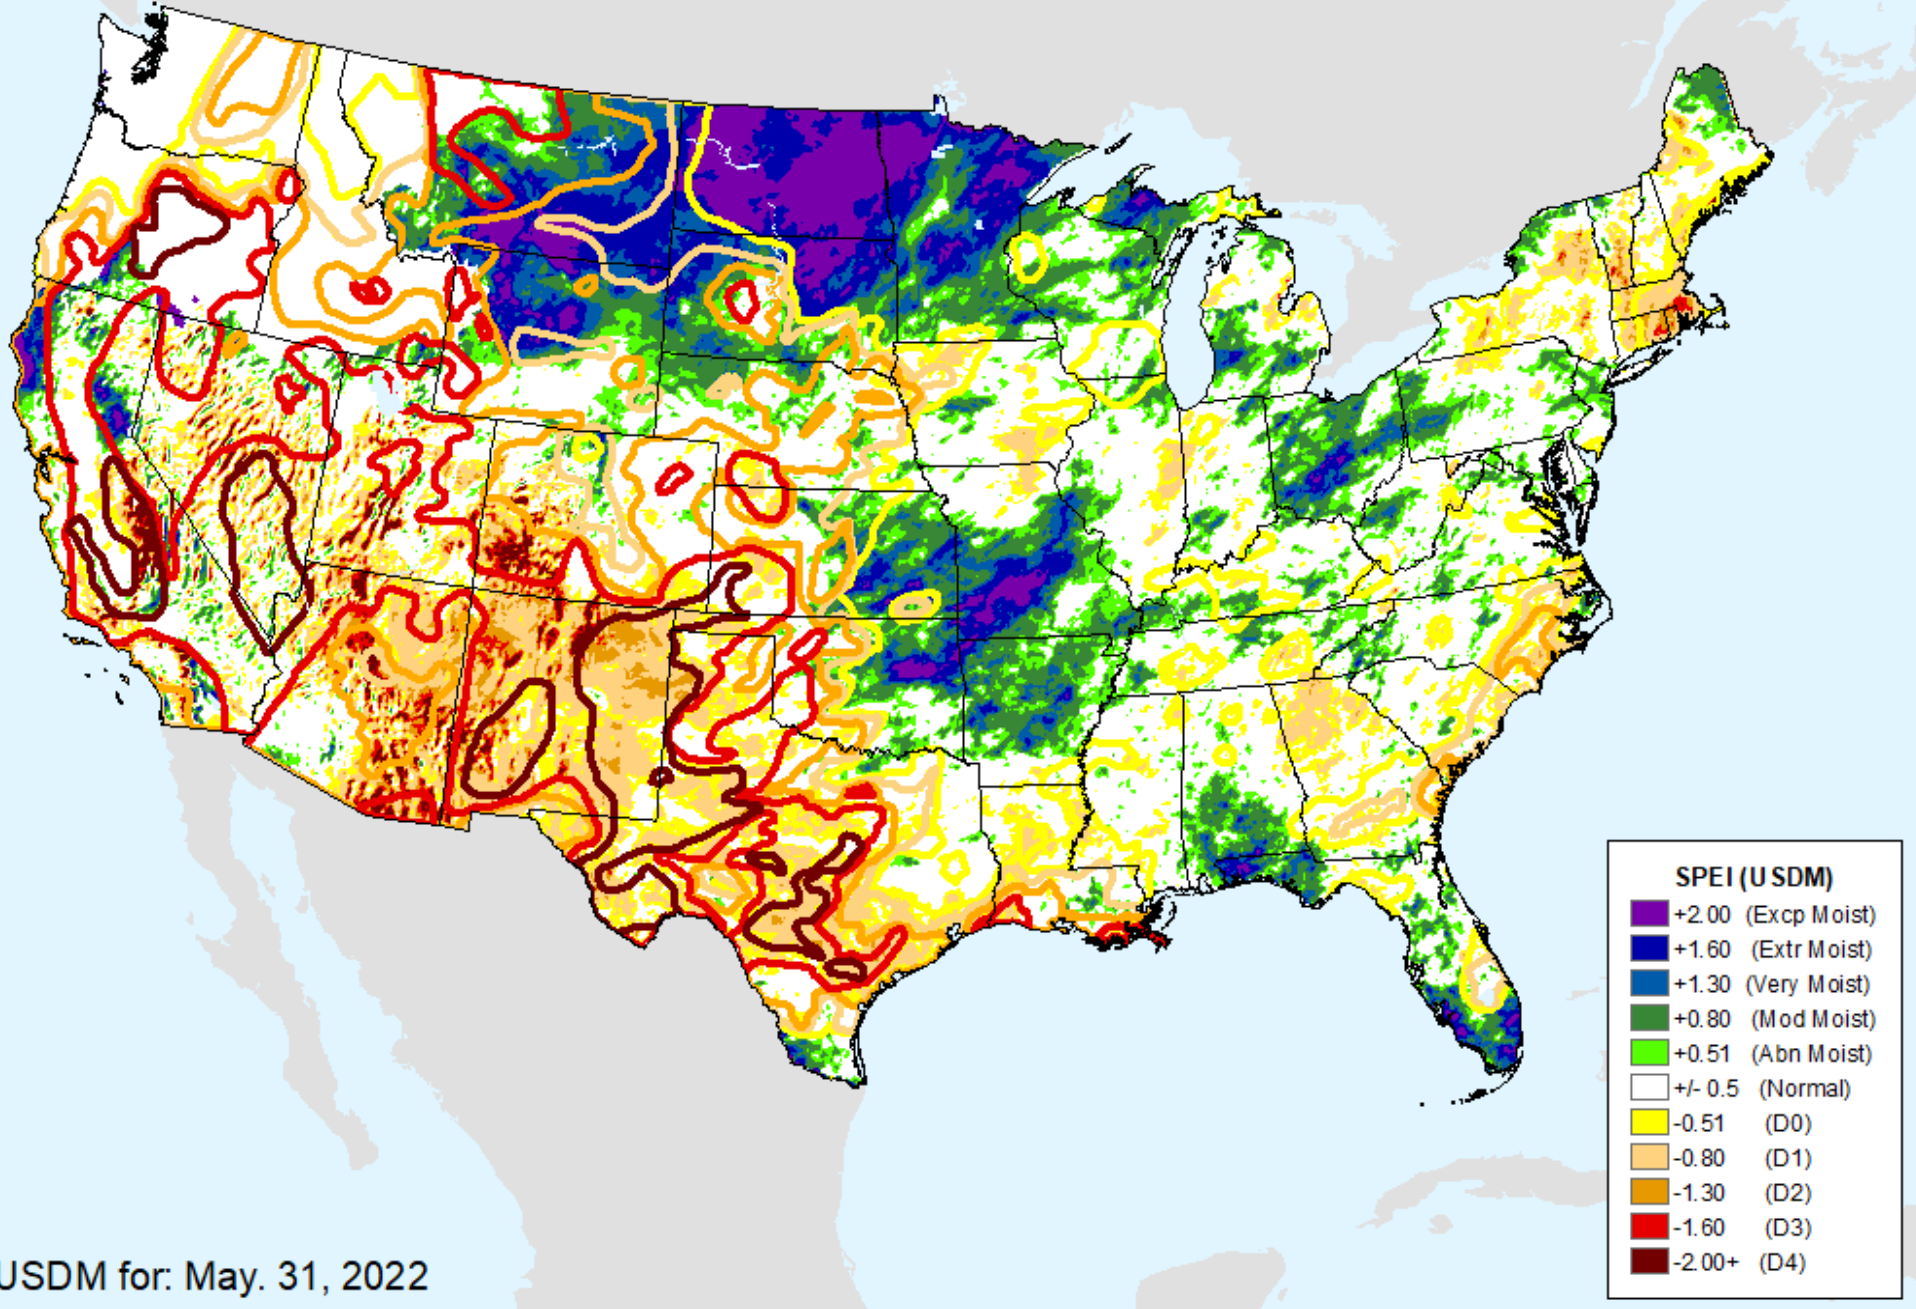 SPEI (USDM)
+2.00 (Excp Moist)
+1.60 (Extr Moist)
+1.30 (Very Moist)
+0.80 (Mod Moist)
+0.51 (Abn Moist)
+/- 0.5 (Normal)
-0.51 (D0)
-0.80 (D1)
-1.30 (D2)
-1.60 (D3)
-2.00+ (D4)
USDM for: May. 31, 2022